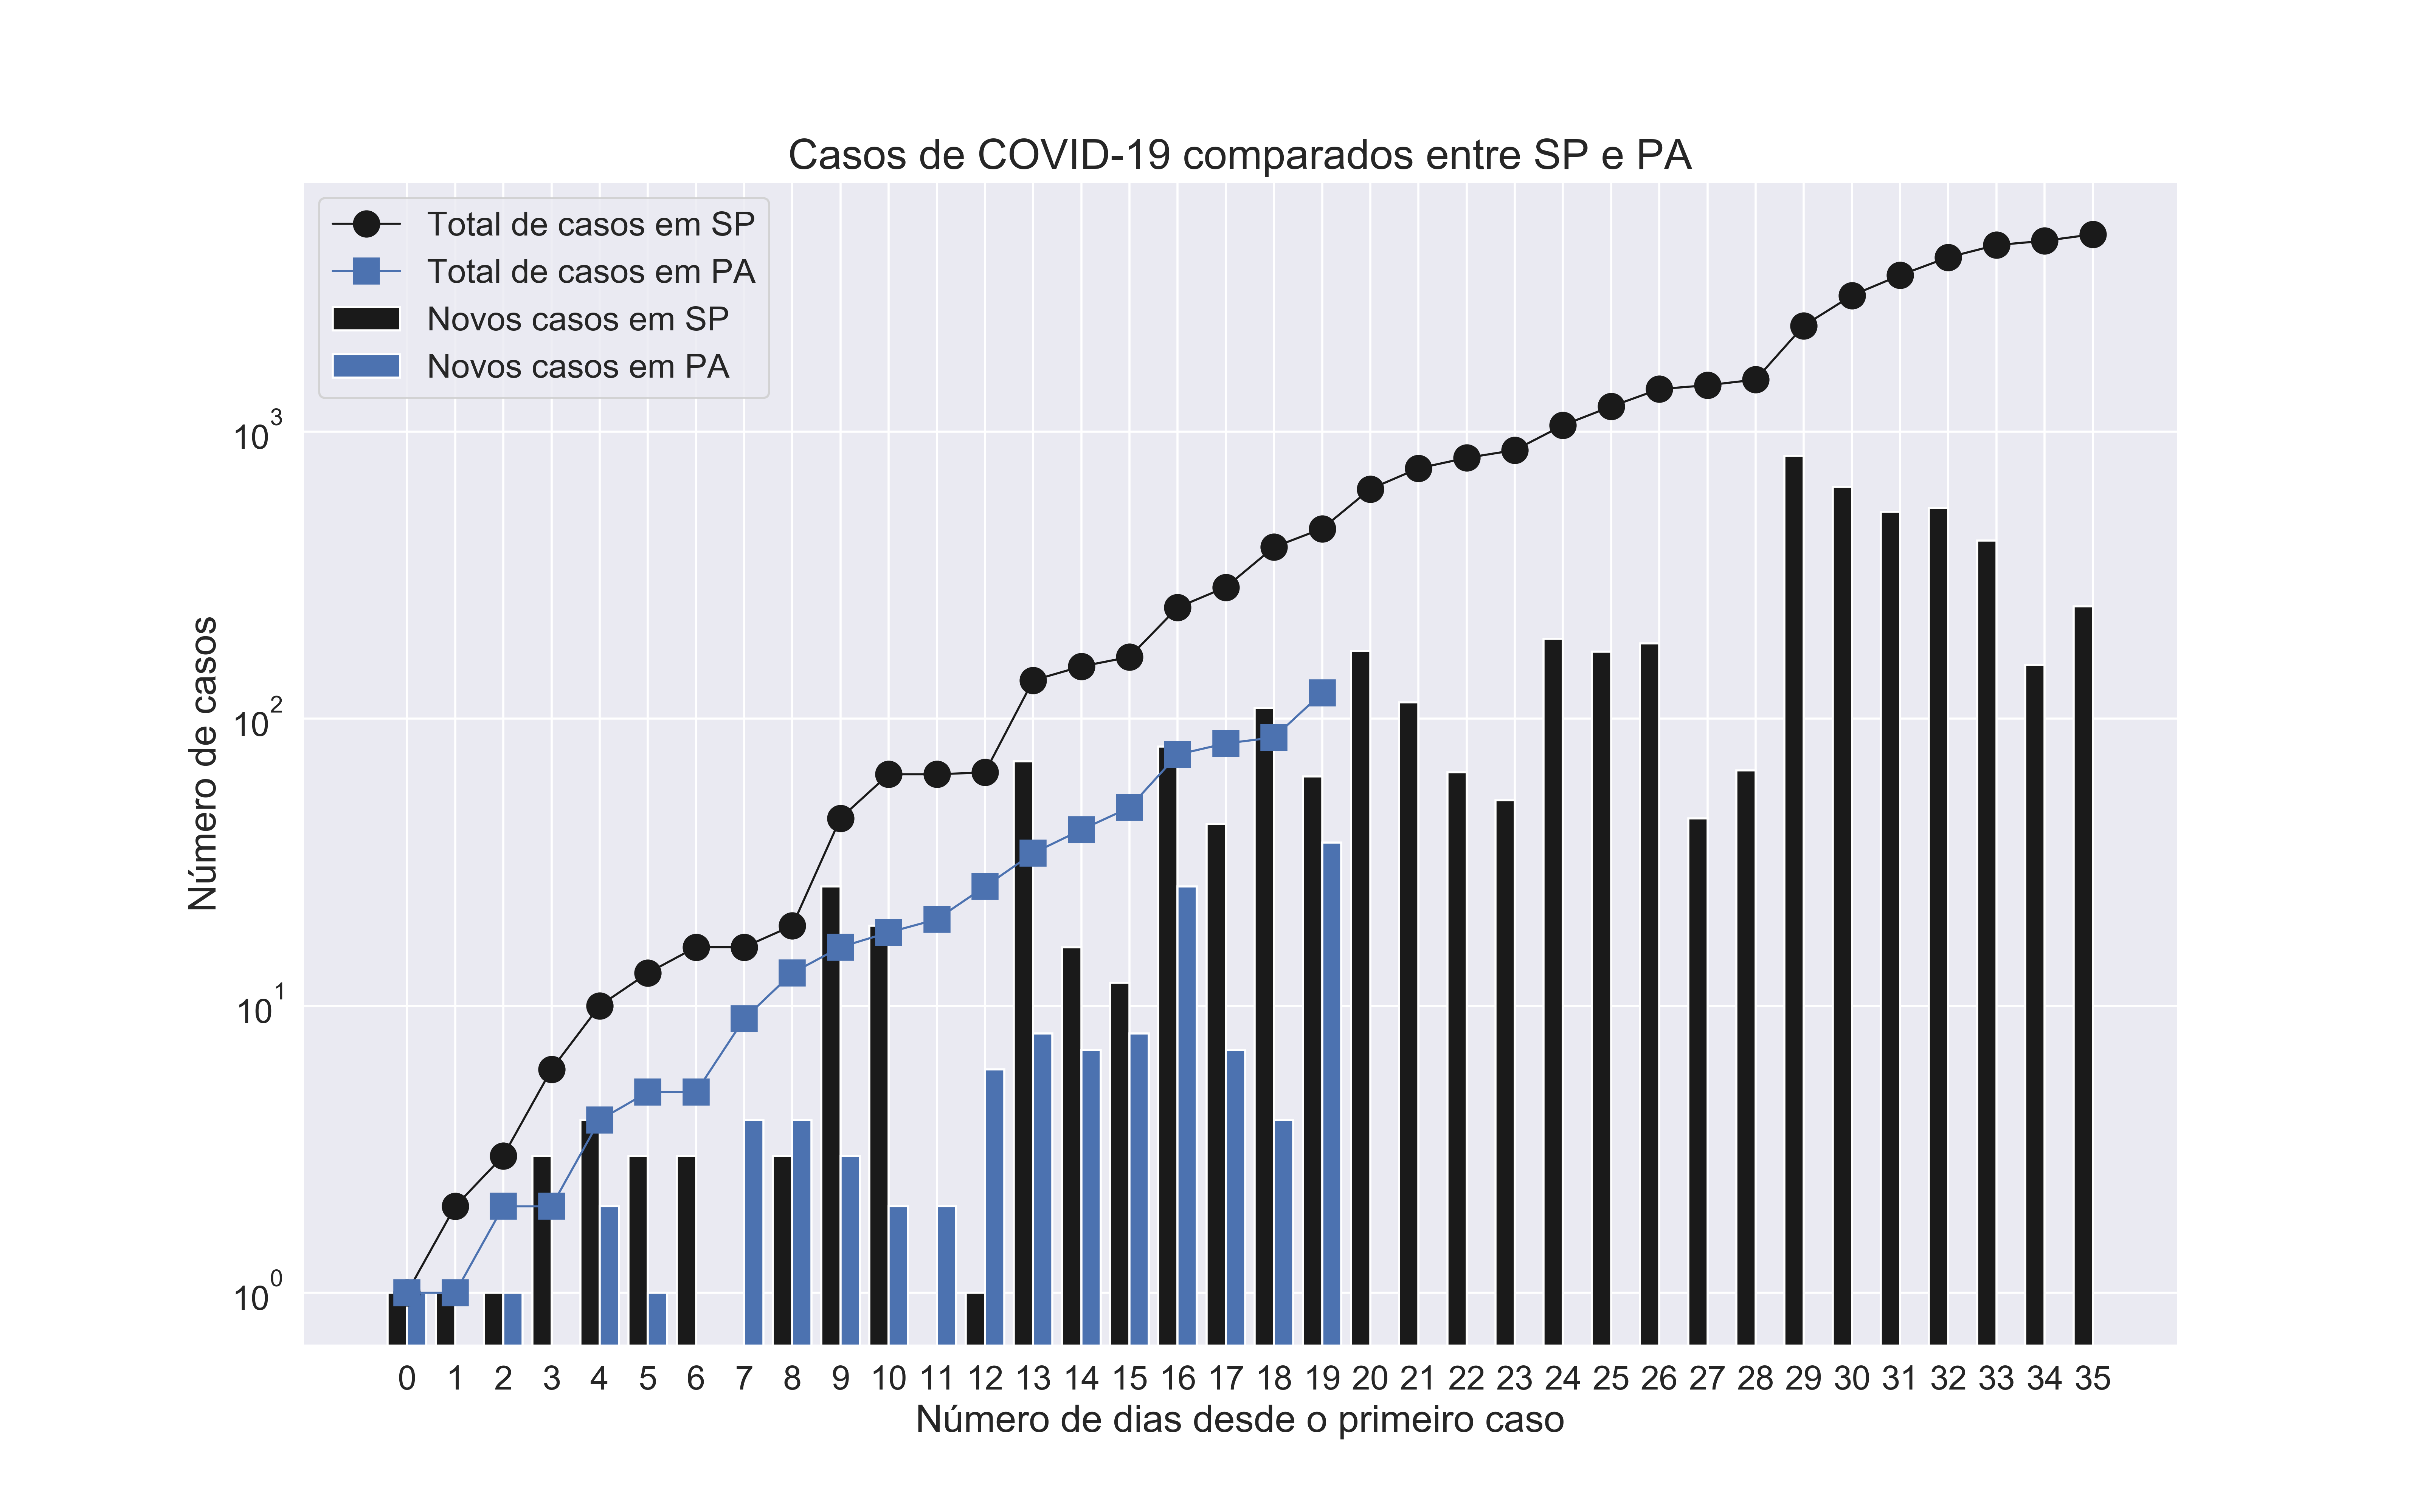 Casos de COVID-19 comparados entre SP e PA
Total de casos em SP
Total de casos em PA
Novos casos em SP
Novos casos em PA
10³
10²
10¹
10⁰
Número de casos
0 1 2 3 4 5 6 7 8 9 10 11 12 13 14 15 16 17 18 19 20 21 22 23 24 25 26 27 28 29 30 31 32 33 34 35
Número de dias desde o primeiro caso